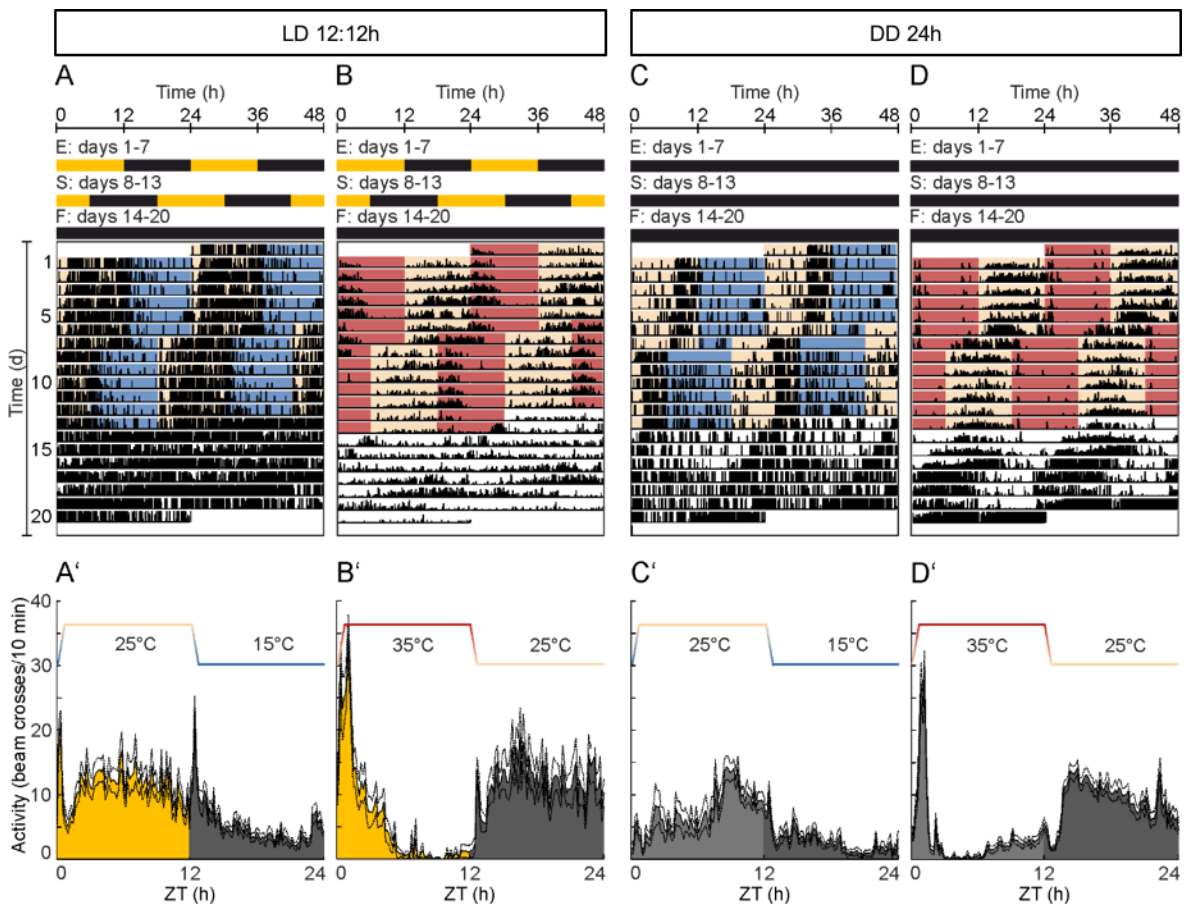 LD 12:12h DD 24h
A B C D
Time (h) Time (h) Time (h) Time (h)
0 12 24 36 48 0 12 24 36 48 0 12 24 36 48 0 12 24 36 48
E: days 1-7 E: days 1-7 E: days 1-7 E: days 1-7
S: days 8-13 S: days 8-13 S: days 8-13 S: days 8-13
F: days 14-20 F: days 14-20 F: days 14-20 F: days 14-20
Time (d)
1
5
10
15
20
A‘ B‘ C‘ D‘
Activity (beam crosses/10 min)
40
30
20
10
0
25°C 15°C 35°C 25°C 25°C 15°C 35°C 25°C
0 12 24 0 12 24 0 12 24 0 12 24
ZT (h) ZT (h) ZT (h) ZT (h)